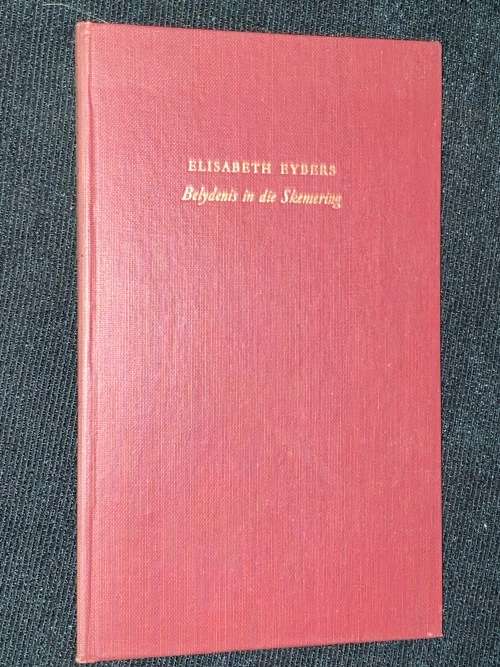 ELISABETH EYBERS
Belydenis in die Skemering